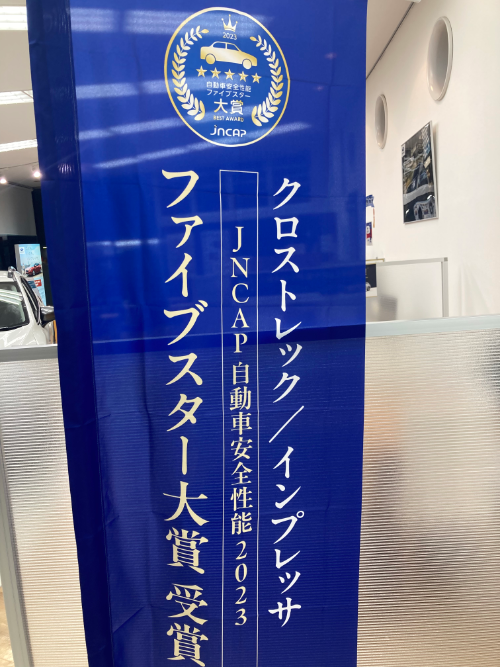 2023
自動車安全性能
ファイブスター
大賞
BEST AWARD
JNCAP
クロストレック／インプレッサ
JNCAP自動車安全性能2023
ファイブスター大賞 受賞